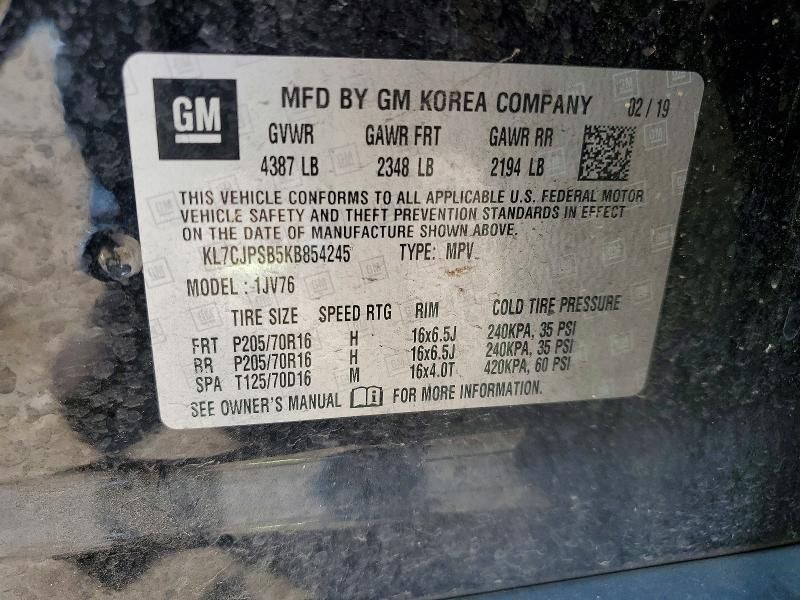 GM MFD BY GM KOREA COMPANY 02/19
GVWR GAWR FRT GAWR RR
4387 LB 2348 LB 2194 LB
THIS VEHICLE CONFORMS TO ALL APPLICABLE U.S. FEDERAL MOTOR
VEHICLE SAFETY AND THEFT PREVENTION STANDARDS IN EFFECT
ON THE DATE OF MANUFACTURE SHOWN ABOVE.
KL7CJPSB5KB854245 TYPE: MPV
MODEL : 1JV76
TIRE SIZE SPEED RTG RIM COLD TIRE PRESSURE
FRT P205/70R16 H 16x6.5J 240KPA, 35 PSI
RR P205/70R16 H 16x6.5J 240KPA, 35 PSI
SPA T125/70D16 M 16x4.0T 420KPA, 60 PSI
SEE OWNER'S MANUAL FOR MORE INFORMATION.